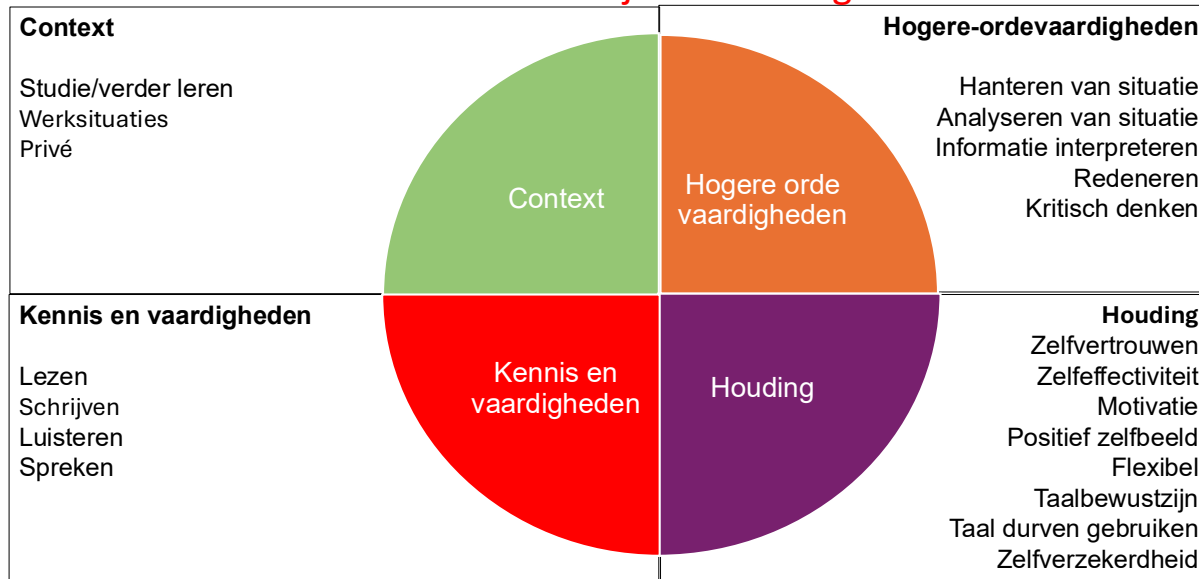 Context
Studie/verder leren
Werksituaties
Privé
Hogere-ordevaardigheden
Hanteren van situatie
Analyseren van situatie
Informatie interpreteren
Redeneren
Kritisch denken
Context
Hogere orde
vaardigheden
Kennis en vaardigheden
Lezen
Schrijven
Luisteren
Spreken
Kennis en
vaardigheden
Houding
Houding
Zelfvertrouwen
Zelfeffectiviteit
Motivatie
Positief zelfbeeld
Flexibel
Taalbewustzijn
Taal durven gebruiken
Zelfverzekerdheid